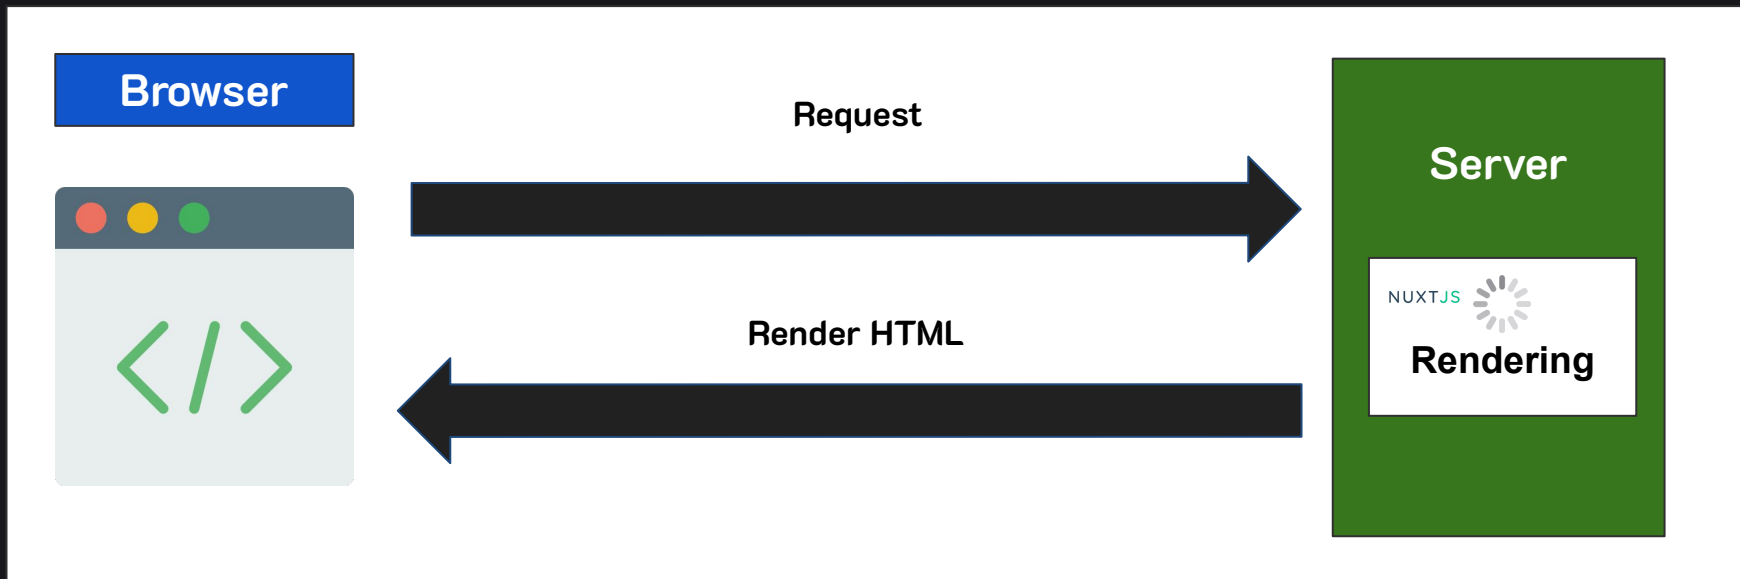 Browser
Request
Server
NUXTJS
Rendering
Render HTML
</>